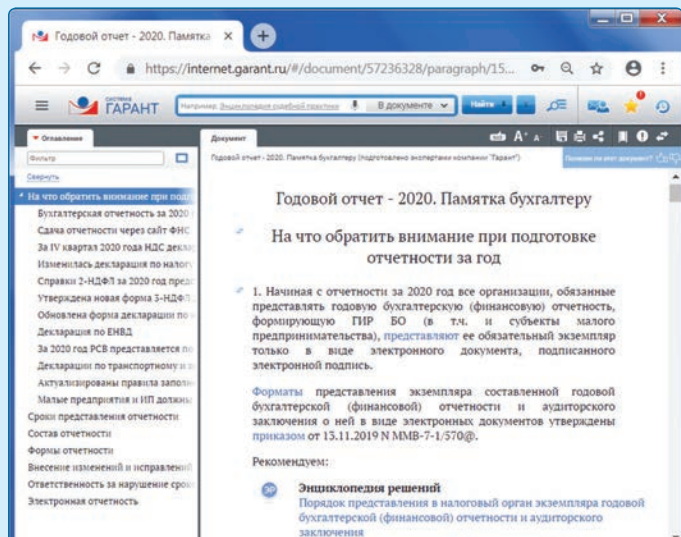 Годовой отчет - 2020. Памятка
https://internet.garant.ru/#/document/57236328/paragraph/15...
СИСТЕМА
ГАРАНТ
Например: Энциклопедия судебной практики
В документе
Найти
Оглавление
Документ
Фильтр
Свернуть
На что обратить внимание при подг
Бухгалтерская отчетность за 2020
Сдача отчетности через сайт ФНС
За IV квартал 2020 года НДС декла
Изменилась декларация по налогу
Справки 2-НДФЛ за 2020 год предс
Утверждена новая форма 3-НДФЛ
Обновлена форма декларации по
Декларация по ЕНВД
За 2020 год РСВ представляется по
Декларации по транспортному и
Актуализированы правила заполн
Малые предприятия и ИП должны
Сроки представления отчетности
Состав отчетности
Формы отчетности
Внесение изменений и исправлений
Ответственность за нарушение срок
Электронная отчетность
Годовой отчет - 2020. Памятка бухгалтеру (подготовлено экспертами компании "Гарант")
Полезен ли этот документ?
Годовой отчет - 2020. Памятка бухгалтеру
На что обратить внимание при подготовке
отчетности за год
1. Начиная с отчетности за 2020 год все организации, обязанные
представлять годовую бухгалтерскую (финансовую) отчетность,
формирующую ГИР БО (в т.ч. и субъекты малого
предпринимательства), представляют ее обязательный экземпляр
только в виде электронного документа, подписанного
электронной подпись.
Форматы представления экземпляра составленной годовой
бухгалтерской (финансовой) отчетности и аудиторского
заключения о ней в виде электронных документов утверждены
приказом от 13.11.2019 N ММВ-7-1/570@.
Рекомендуем:
ЭР
Энциклопедия решений
Порядок представления в налоговый орган экземпляра годовой
бухгалтерской (финансовой) отчетности и аудиторского
заключения